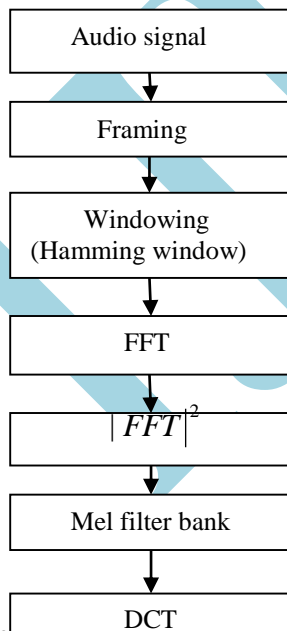 Audio signal
Framing
Windowing
(Hamming window)
FFT
|FFT|²
Mel filter bank
DCT